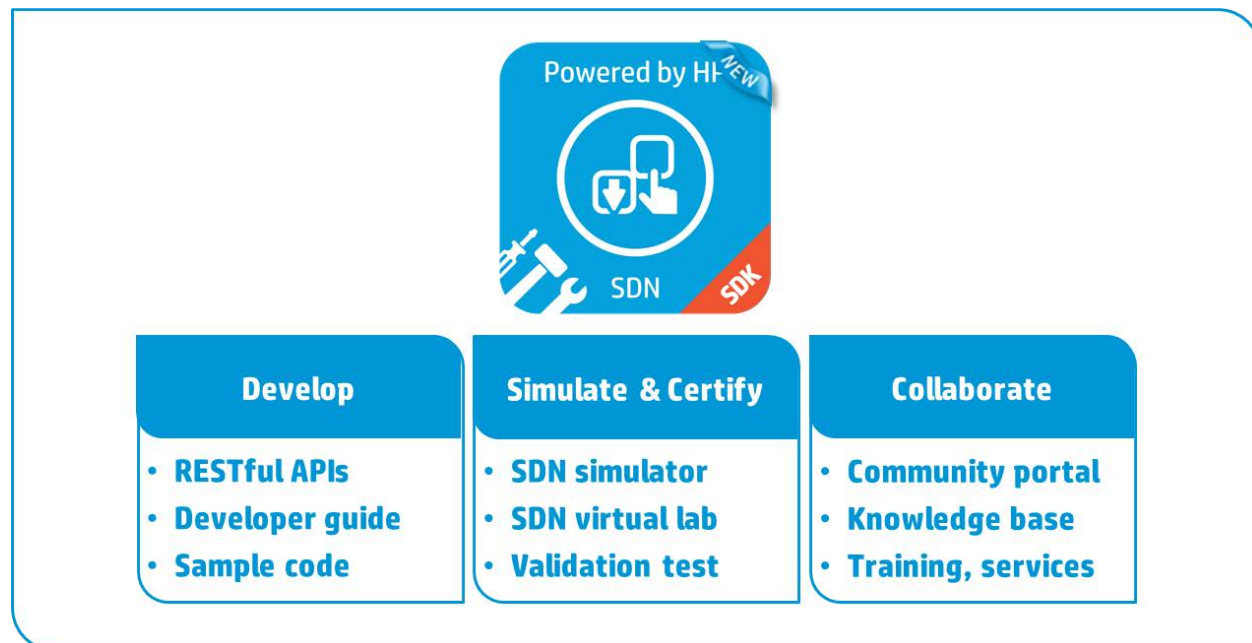 Powered by HP
NEW
SDN
SDK
Develop
• RESTful APIs
• Developer guide
• Sample code
Simulate & Certify
• SDN simulator
• SDN virtual lab
• Validation test
Collaborate
• Community portal
• Knowledge base
• Training, services